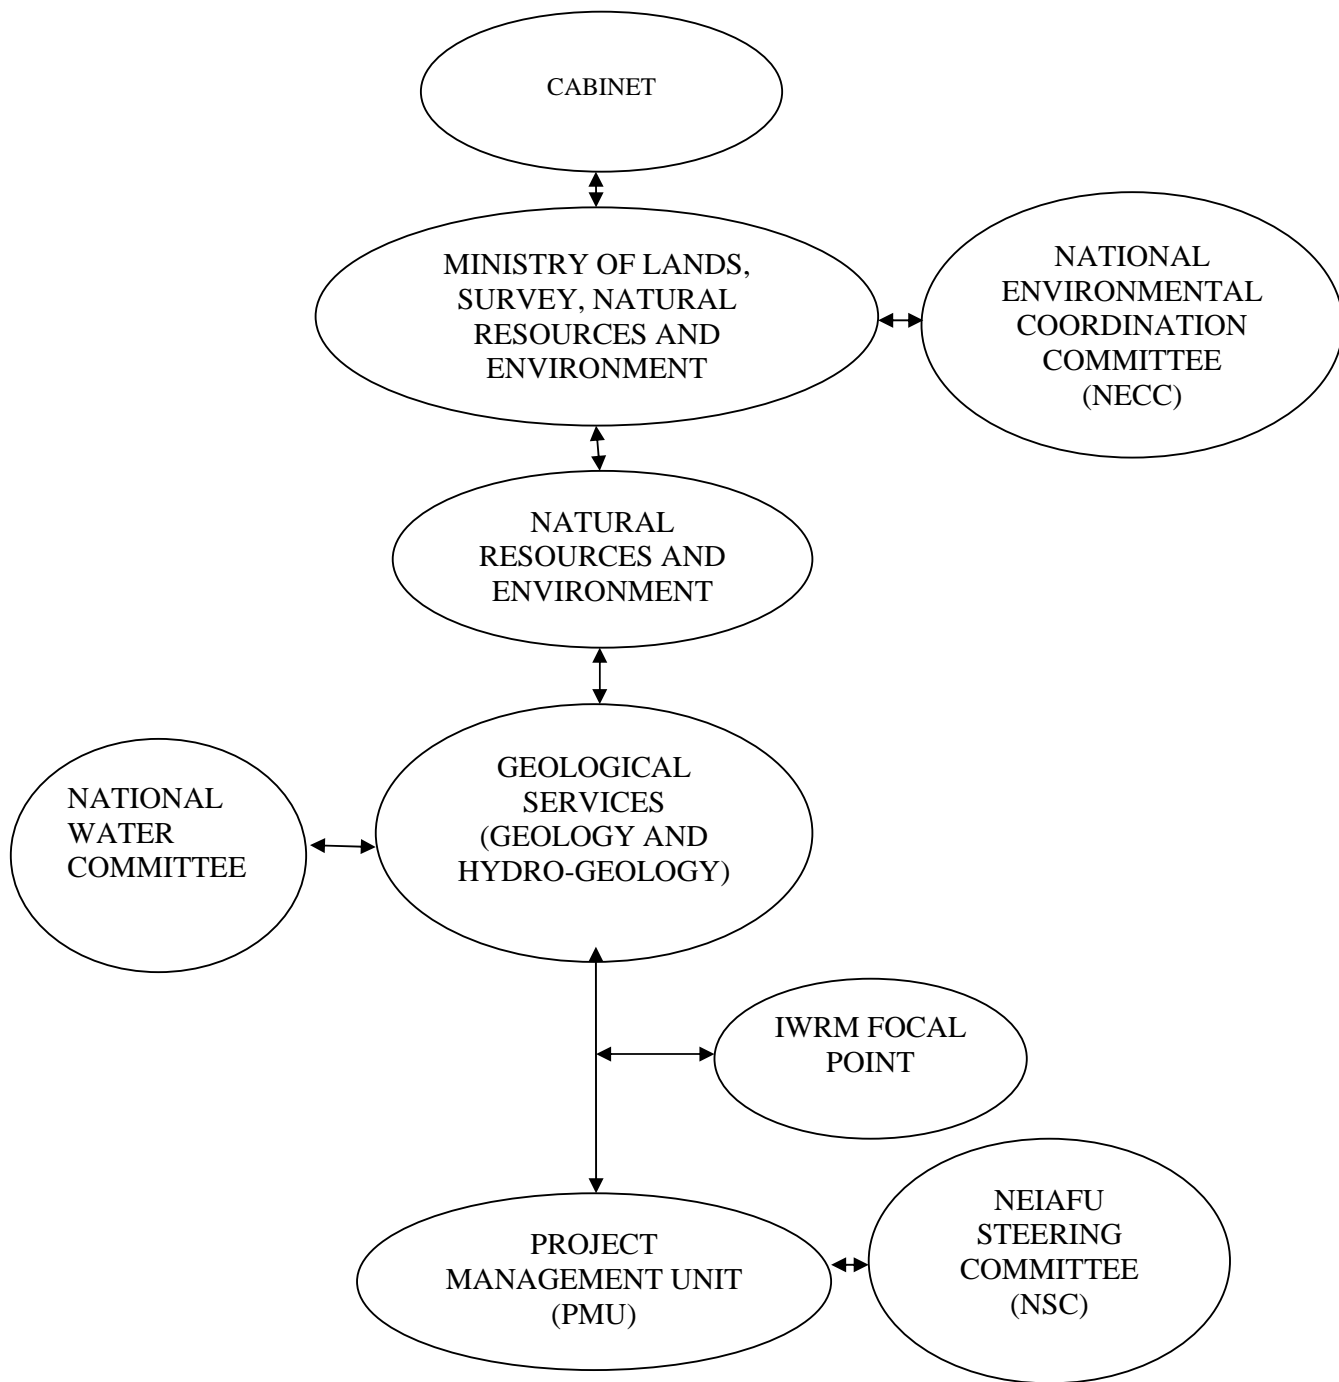 CABINET
MINISTRY OF LANDS,
SURVEY, NATURAL
RESOURCES AND
ENVIRONMENT
NATIONAL
ENVIRONMENTAL
COORDINATION
COMMITTEE
(NECC)
NATURAL
RESOURCES AND
ENVIRONMENT
GEOLOGICAL
SERVICES
(GEOLOGY AND
HYDRO-GEOLOGY)
NATIONAL
WATER
COMMITTEE
IWRM FOCAL
POINT
PROJECT
MANAGEMENT UNIT
(PMU)
NEIAFU
STEERING
COMMITTEE
(NSC)